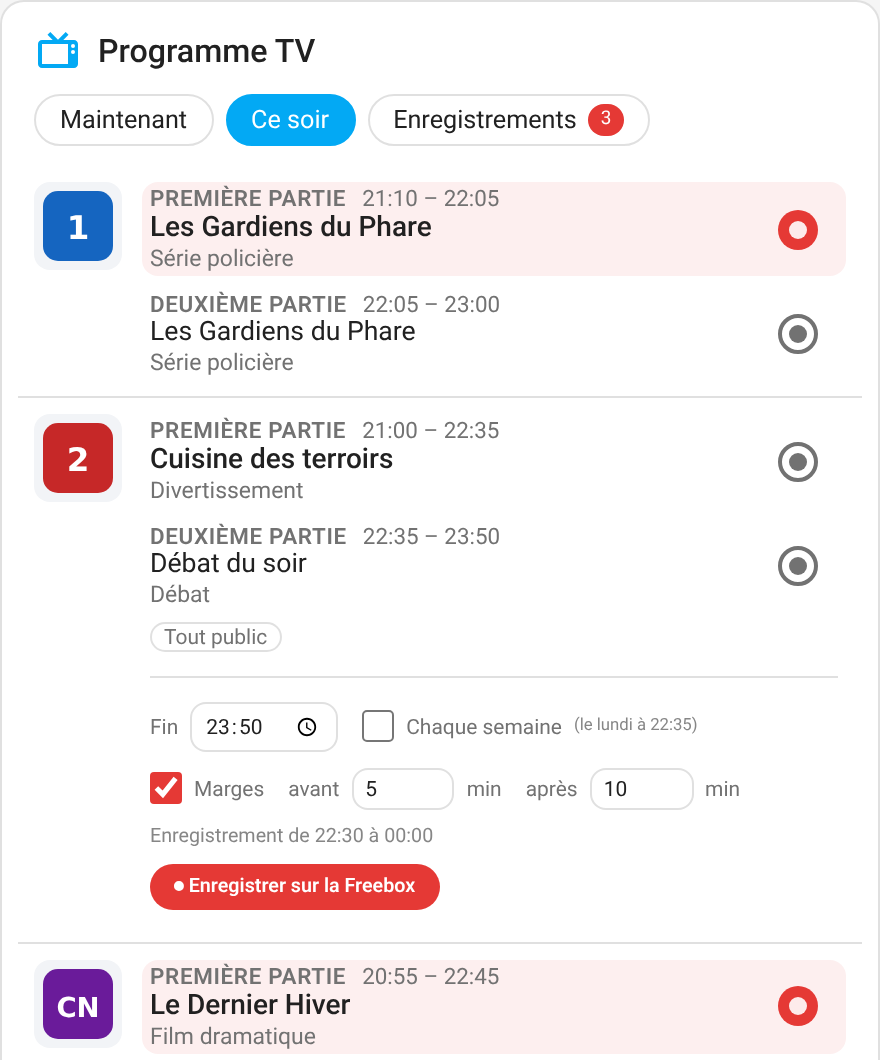 Programme TV
Maintenant
Ce soir
Enregistrements 3
1
PREMIÈRE PARTIE 21:10 – 22:05
Les Gardiens du Phare
Série policière
DEUXIÈME PARTIE 22:05 – 23:00
Les Gardiens du Phare
Série policière
2
PREMIÈRE PARTIE 21:00 – 22:35
Cuisine des terroirs
Divertissement
DEUXIÈME PARTIE 22:35 – 23:50
Débat du soir
Débat
Tout public
Fin 23:50 Chaque semaine (le lundi à 22:35)
Marges avant 5 min après 10 min
Enregistrement de 22:30 à 00:00
Enregistrer sur la Freebox
CN
PREMIÈRE PARTIE 20:55 – 22:45
Le Dernier Hiver
Film dramatique